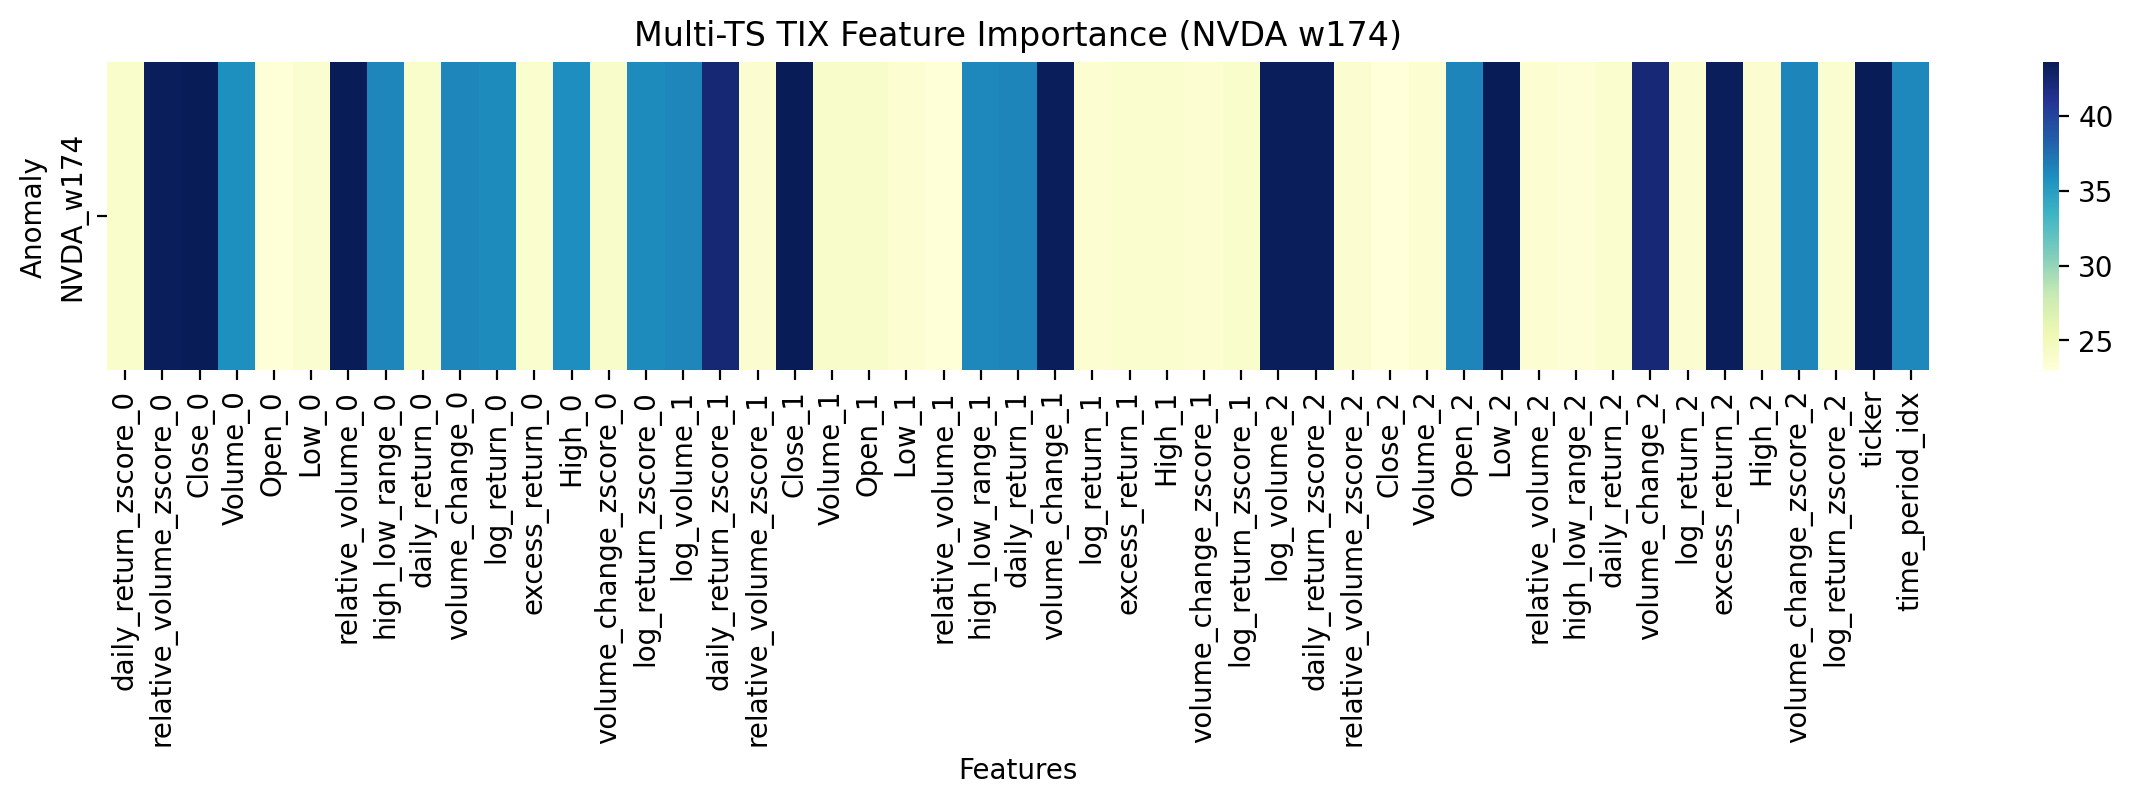 Multi-TS TIX Feature Importance (NVDA w174)
Anomaly
NVDA_w174
40
35
30
25
daily_return_zscore_0
relative_volume_zscore_0
Close_0
Volume_0
Open_0
Low_0
relative_volume_0
high_low_range_0
daily_return_0
volume_change_0
log_return_0
excess_return_0
High_0
volume_change_zscore_0
log_return_zscore_0
log_volume_1
daily_return_zscore_1
relative_volume_zscore_1
Close_1
Volume_1
Open_1
Low_1
relative_volume_1
high_low_range_1
daily_return_1
volume_change_1
log_return_1
excess_return_1
High_1
volume_change_zscore_1
log_return_zscore_1
log_volume_2
daily_return_zscore_2
relative_volume_zscore_2
Close_2
Volume_2
Open_2
Low_2
relative_volume_2
high_low_range_2
daily_return_2
volume_change_2
log_return_2
excess_return_2
High_2
volume_change_zscore_2
log_return_zscore_2
ticker
time_period_idx
Features